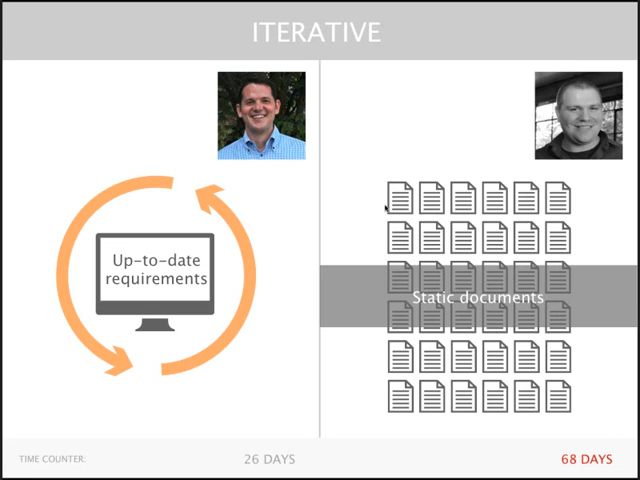 ITERATIVE
Up-to-date
requirements
Static documents
TIME COUNTER:
26 DAYS
68 DAYS